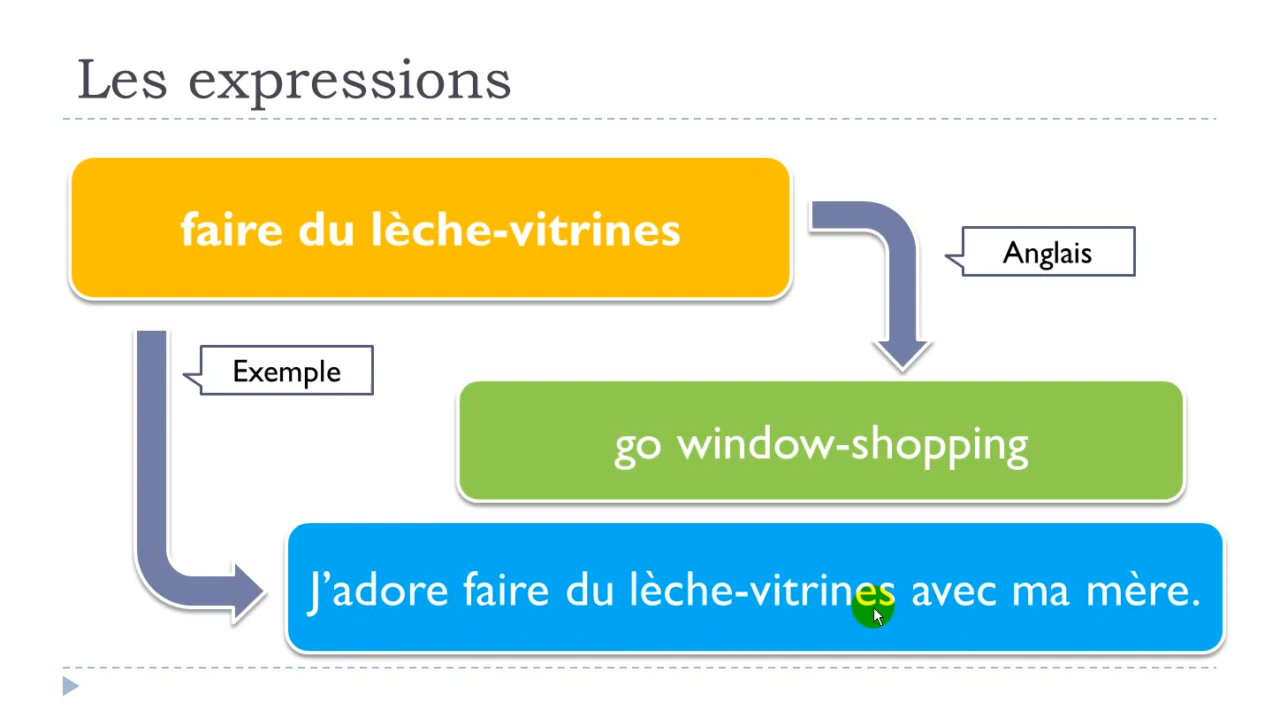 Les expressions
faire du lèche-vitrines
Anglais
Exemple
go window-shopping
J’adore faire du lèche-vitrines avec ma mère.